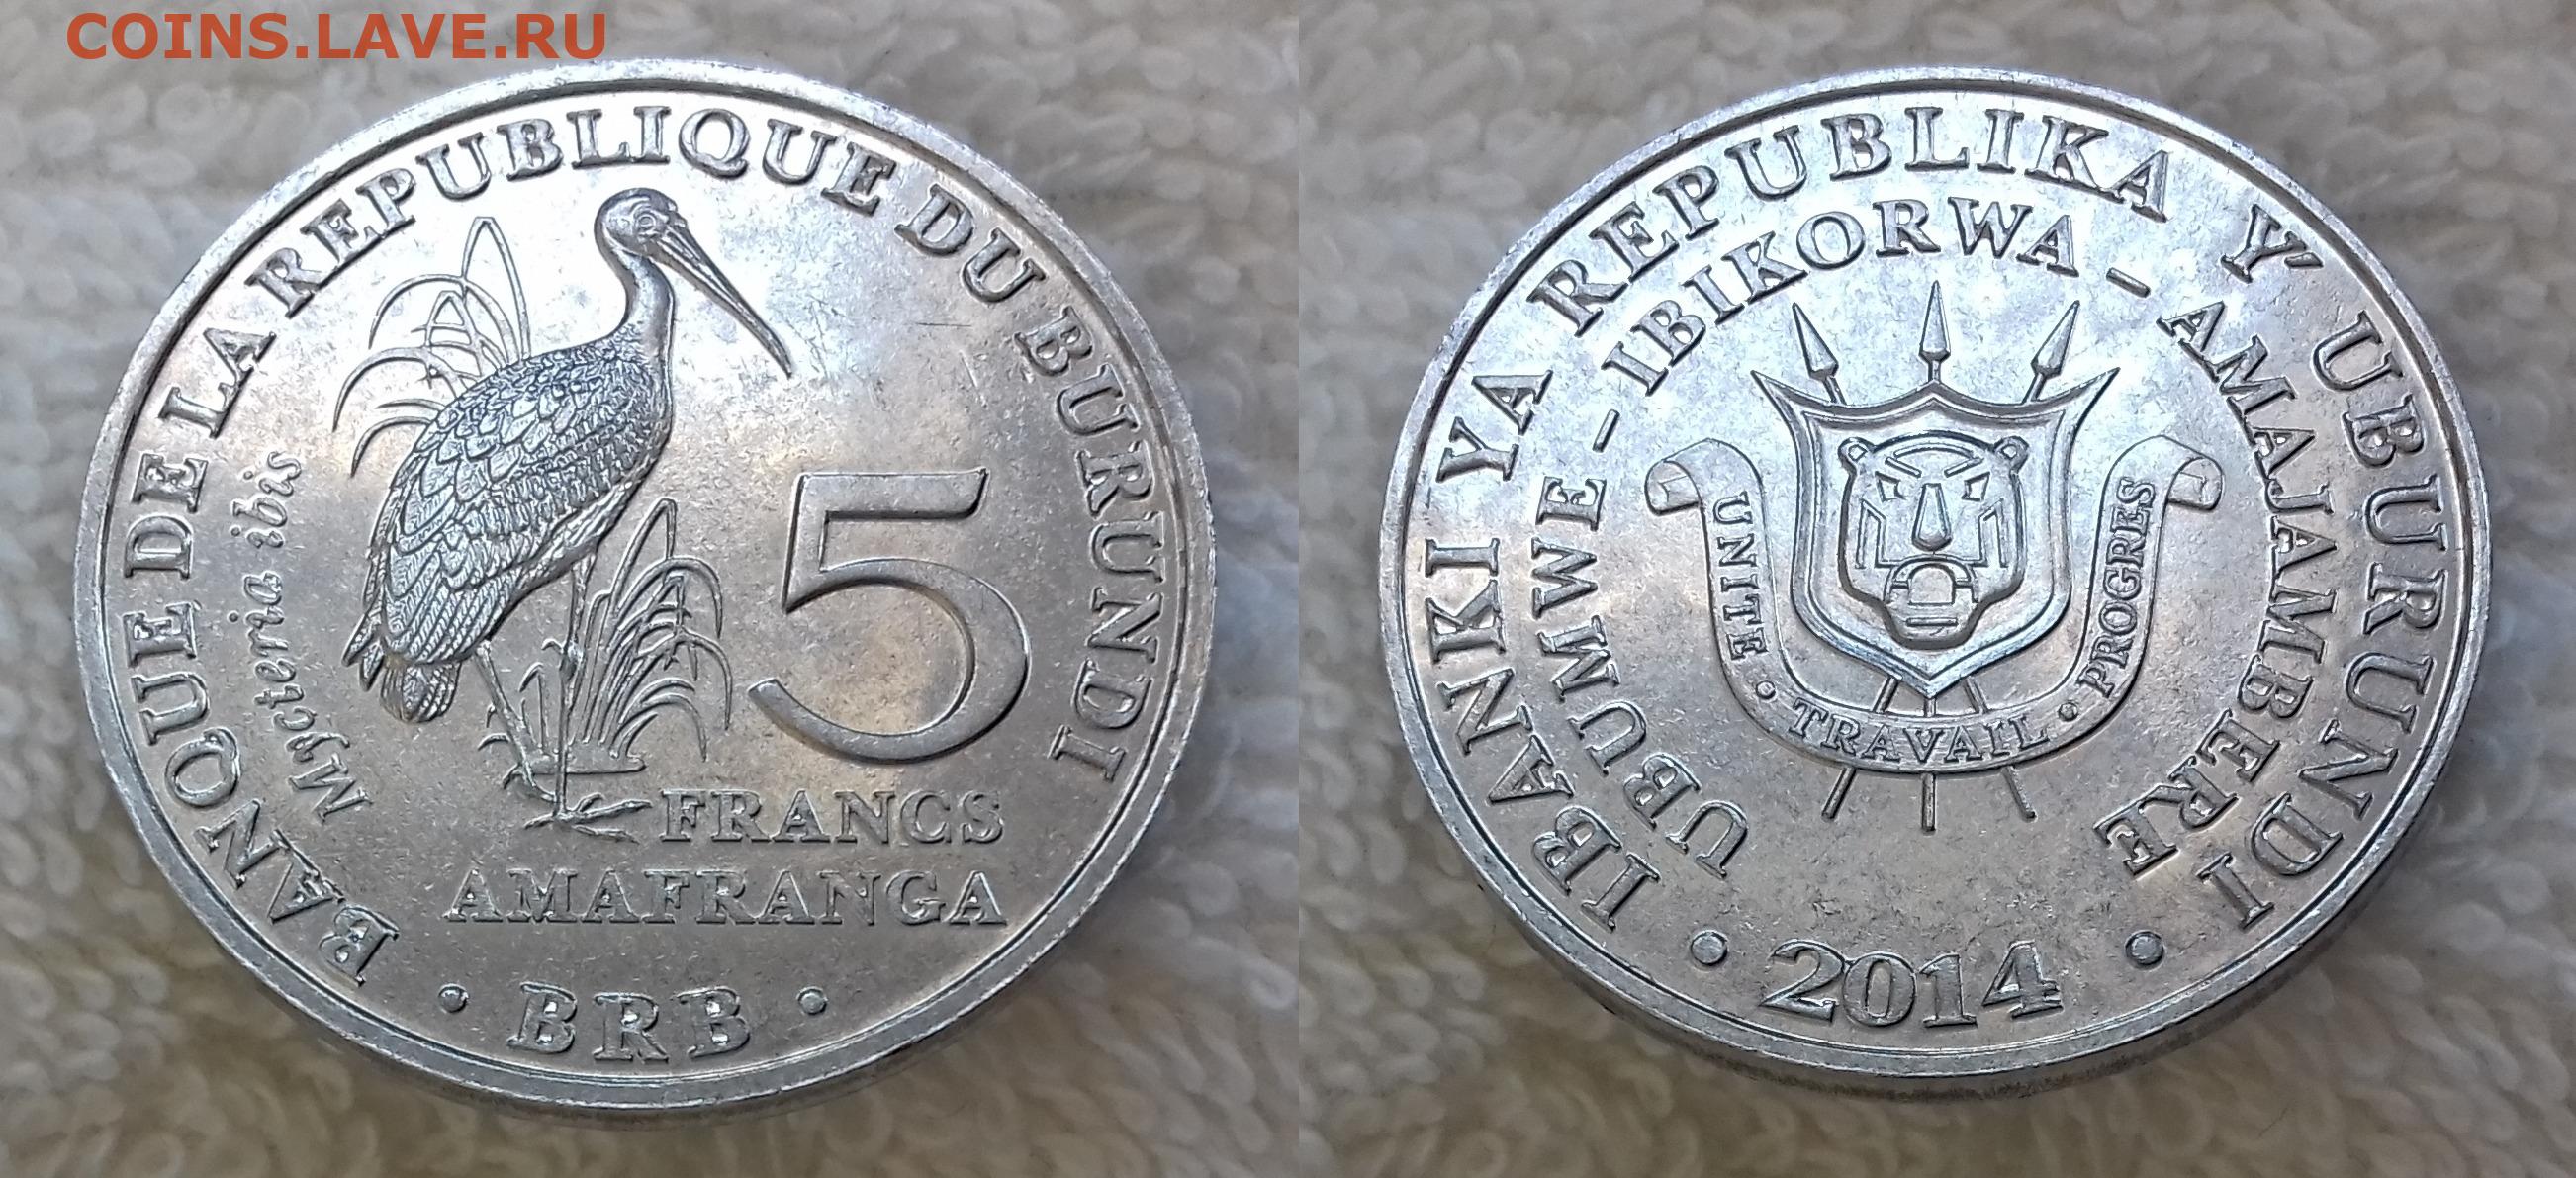 COINS.LAVE.RU
BANQUE DE LA REPUBLIQUE DU BURUNDI
Mycteria ibis
5
FRANCS
AMAFRANGA
• BRB •
IBANKI YA REPUBLIKA Y' UBURUNDI
UBUMWE - IBIKORWA - AMAJAMBERE
UNITE • TRAVAIL • PROGRES
• 2014 •